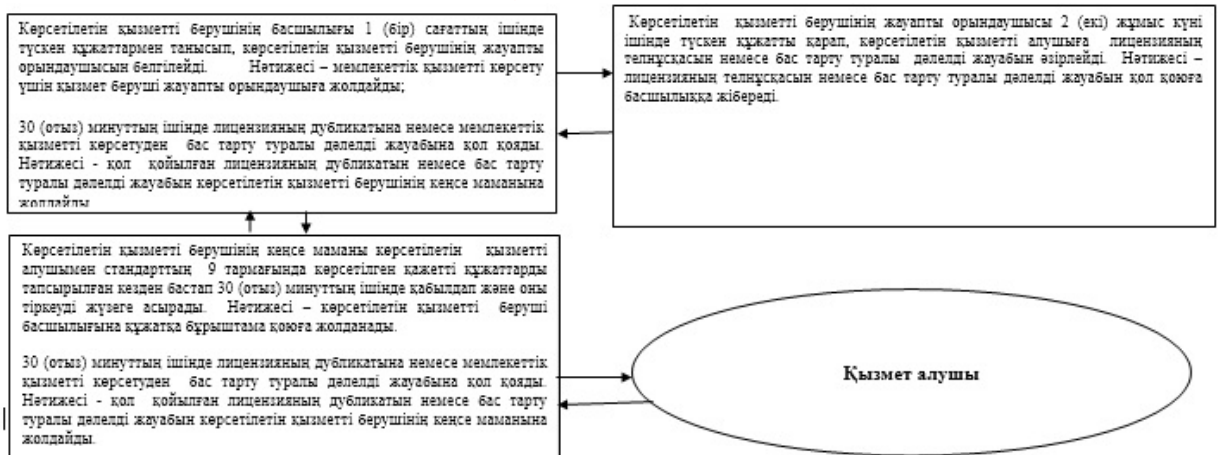 Көрсетілетін қызметті берушінің басшылығы 1 (бір) сағаттың ішінде
түскен құжаттармен танысып, көрсетілетін қызметті берушінің жауапты
орындаушысын белгілейді. Нәтижесі – мемлекеттік қызметті көрсету
үшін қызмет беруші жауапты орындаушыға жолдайды;
30 (отыз) минуттың ішінде лицензияның дубликатына немесе мемлекеттік
қызметті көрсетуден бас тарту туралы дәлелді жауабына қол қояды.
Нәтижесі - қол қойылған лицензияның дубликатын немесе бас тарту
туралы дәлелді жауабын көрсетілетін қызметті берушінің кеңсе маманына
жолдайды
Көрсетілетін қызметті берушінің жауапты орындаушысы 2 (екі) жұмыс күні
ішінде түскен құжатты қарап, көрсетілетін қызметті алушыға лицензияның
телнұсқасын немесе бас тарту туралы дәлелді жауабын әзірлейді. Нәтижесі –
лицензияның телнұсқасын немесе бас тарту туралы дәлелді жауабын қол қоюға
басшылыққа жібереді.
Көрсетілетін қызметті берушінің кеңсе маманы көрсетілетін қызметті
алушымен стандарттың 9 тармағында көрсетілген қажетті құжаттарды
тапсырылған кезден бастап 30 (отыз) минуттың ішінде қабылдап және оны
тіркеуді жүзеге асырады. Нәтижесі – көрсетілетін қызметті беруші
басшылығына құжатқа бұрыштама қоюға жолданады.
30 (отыз) минуттың ішінде лицензияның дубликатына немесе мемлекеттік
қызметті көрсетуден бас тарту туралы дәлелді жауабына қол қояды.
Нәтижесі - қол қойылған лицензияның дубликатын немесе бас тарту
туралы дәлелді жауабын көрсетілетін қызметті берушінің кеңсе маманына
жолдайды.
Қызмет алушы